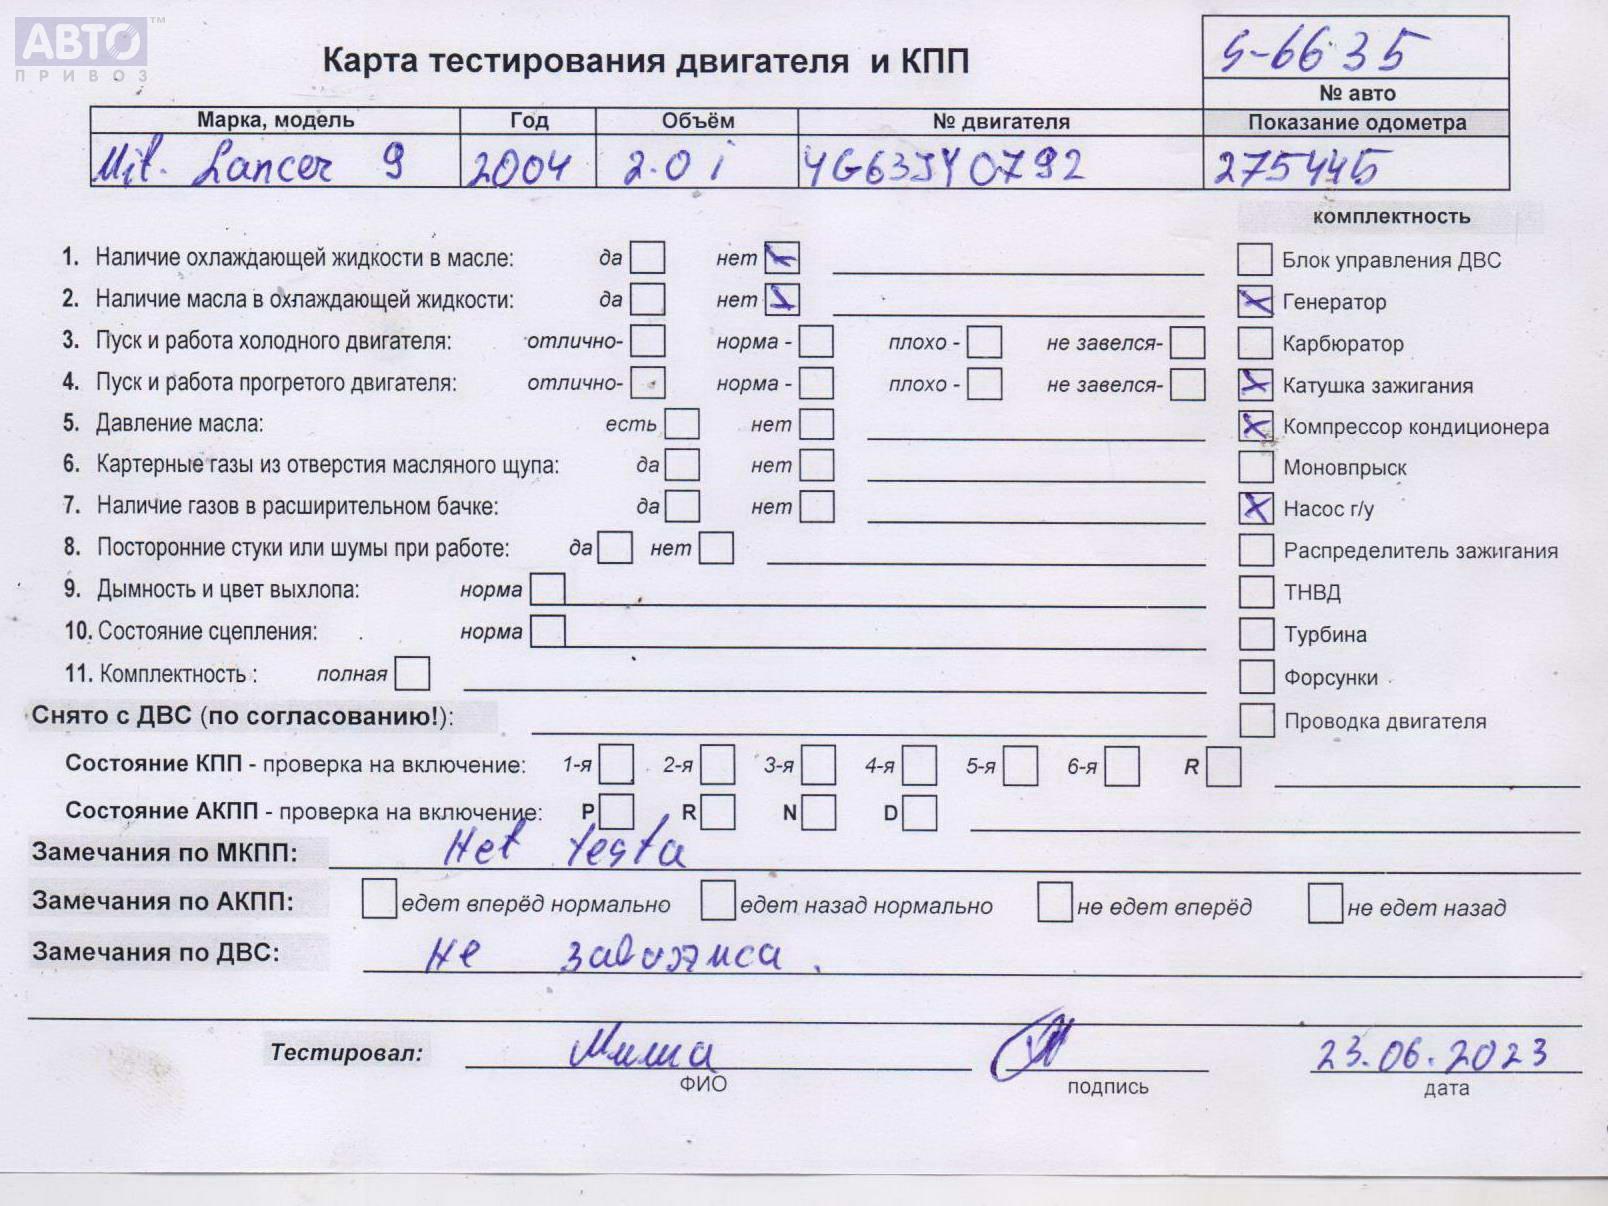 АВТО™
ПРИВОЗ
Карта тестирования двигателя и КПП
S-6635
№ авто
Марка, модель Год Объём № двигателя Показание одометра
Mit. Lancer 9 2004 2.0 i 4G63JY0792 275445
комплектность
1. Наличие охлаждающей жидкости в масле: да нет
Блок управления ДВС
2. Наличие масла в охлаждающей жидкости: да нет
Генератор
3. Пуск и работа холодного двигателя: отлично- норма - плохо - не завелся-
Карбюратор
4. Пуск и работа прогретого двигателя: отлично- норма - плохо - не завелся-
Катушка зажигания
5. Давление масла: есть нет
Компрессор кондиционера
6. Картерные газы из отверстия масляного щупа: да нет
Моновпрыск
7. Наличие газов в расширительном бачке: да нет
Насос г/у
8. Посторонние стуки или шумы при работе: да нет
Распределитель зажигания
9. Дымность и цвет выхлопа: норма
ТНВД
10. Состояние сцепления: норма
Турбина
11. Комплектность : полная
Форсунки
Снято с ДВС (по согласованию!):
Проводка двигателя
Состояние КПП - проверка на включение: 1-я 2-я 3-я 4-я 5-я 6-я R
Состояние АКПП - проверка на включение: P R N D
Замечания по МКПП: Нет теста
Замечания по АКПП: едет вперёд нормально едет назад нормально не едет вперёд не едет назад
Замечания по ДВС: не
Тестировал: Миша 23.06.2023
ФИО подпись дата